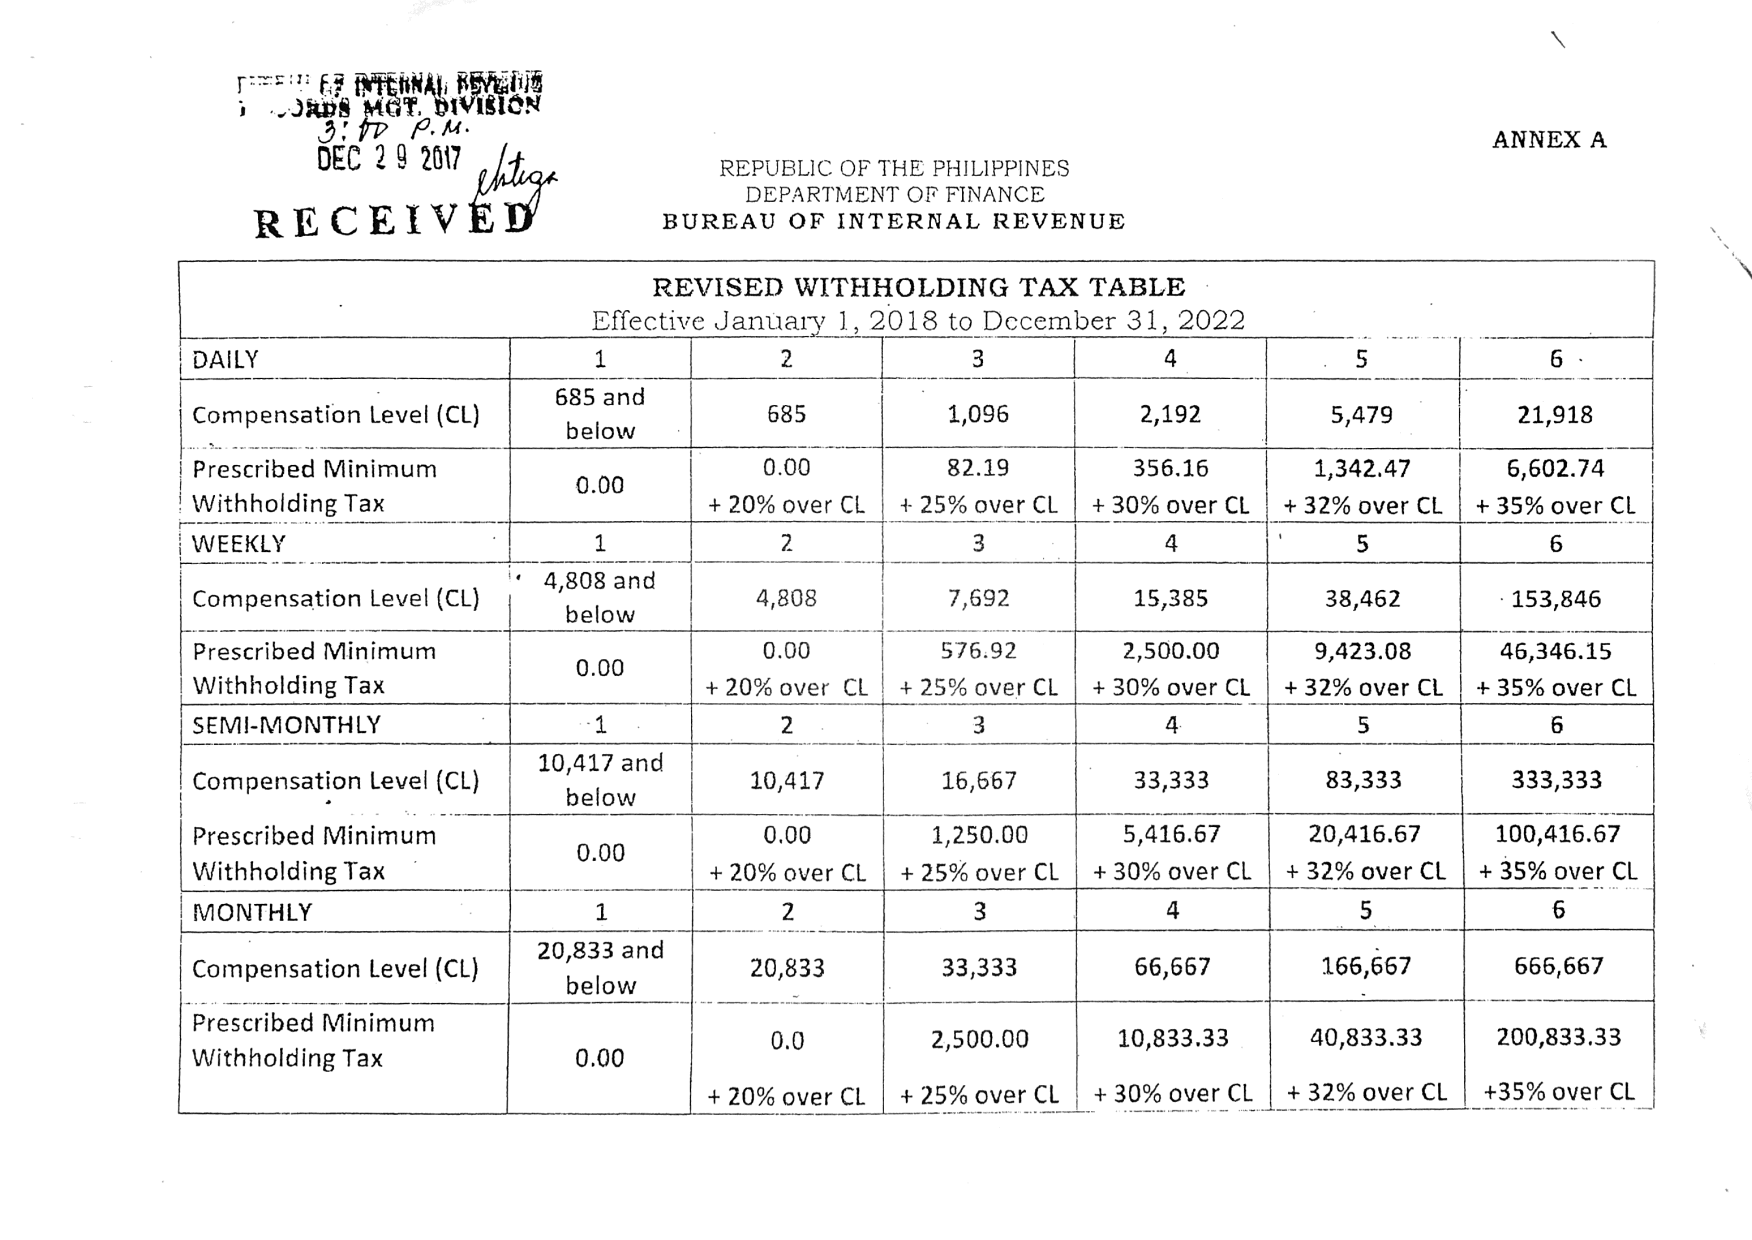 INTERNAL REVENUE
MGT. DIVISION
3:00 P.M.
DEC 29 2017
RECEIVED
ANNEX A
REPUBLIC OF THE PHILIPPINES
DEPARTMENT OF FINANCE
BUREAU OF INTERNAL REVENUE
REVISED WITHHOLDING TAX TABLE
Effective January 1, 2018 to December 31, 2022
DAILY 1 2 3 4 5 6
Compensation Level (CL) 685 and below 685 1,096 2,192 5,479 21,918
Prescribed Minimum Withholding Tax 0.00 0.00 + 20% over CL 82.19 + 25% over CL 356.16 + 30% over CL 1,342.47 + 32% over CL 6,602.74 + 35% over CL
WEEKLY 1 2 3 4 5 6
Compensation Level (CL) 4,808 and below 4,808 7,692 15,385 38,462 153,846
Prescribed Minimum Withholding Tax 0.00 0.00 + 20% over CL 576.92 + 25% over CL 2,500.00 + 30% over CL 9,423.08 + 32% over CL 46,346.15 + 35% over CL
SEMI-MONTHLY 1 2 3 4 5 6
Compensation Level (CL) 10,417 and below 10,417 16,667 33,333 83,333 333,333
Prescribed Minimum Withholding Tax 0.00 0.00 + 20% over CL 1,250.00 + 25% over CL 5,416.67 + 30% over CL 20,416.67 + 32% over CL 100,416.67 + 35% over CL
MONTHLY 1 2 3 4 5 6
Compensation Level (CL) 20,833 and below 20,833 33,333 66,667 166,667 666,667
Prescribed Minimum Withholding Tax 0.00 0.0 + 20% over CL 2,500.00 + 25% over CL 10,833.33 + 30% over CL 40,833.33 + 32% over CL 200,833.33 +35% over CL